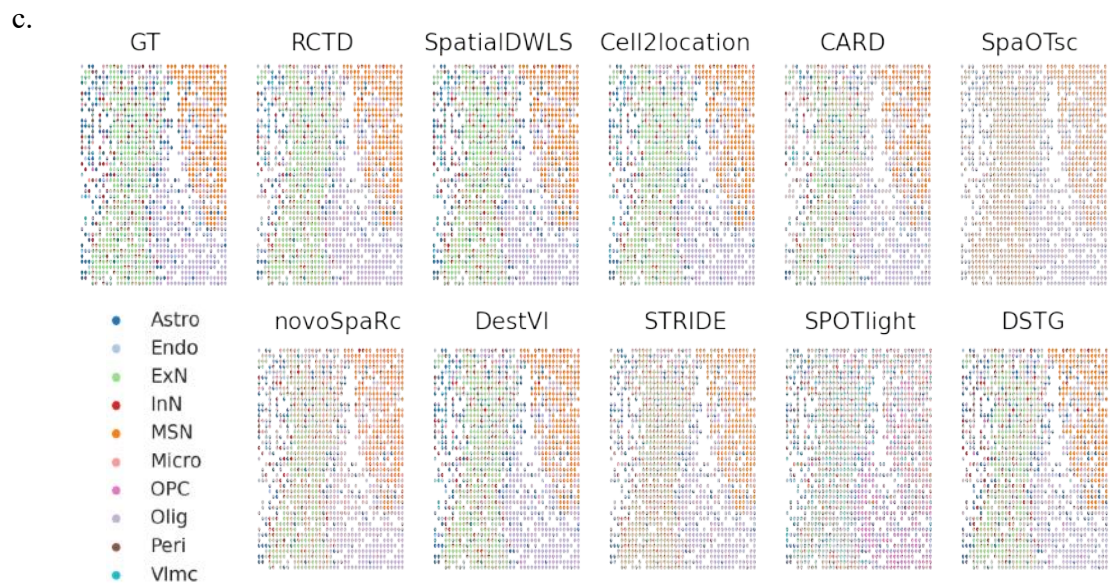 c.
GT RCTD SpatialDWLS Cell2location CARD SpaOTsc
novoSpaRc DestVI STRIDE SPOTlight DSTG
Astro
Endo
ExN
InN
MSN
Micro
OPC
Olig
Peri
Vlmc